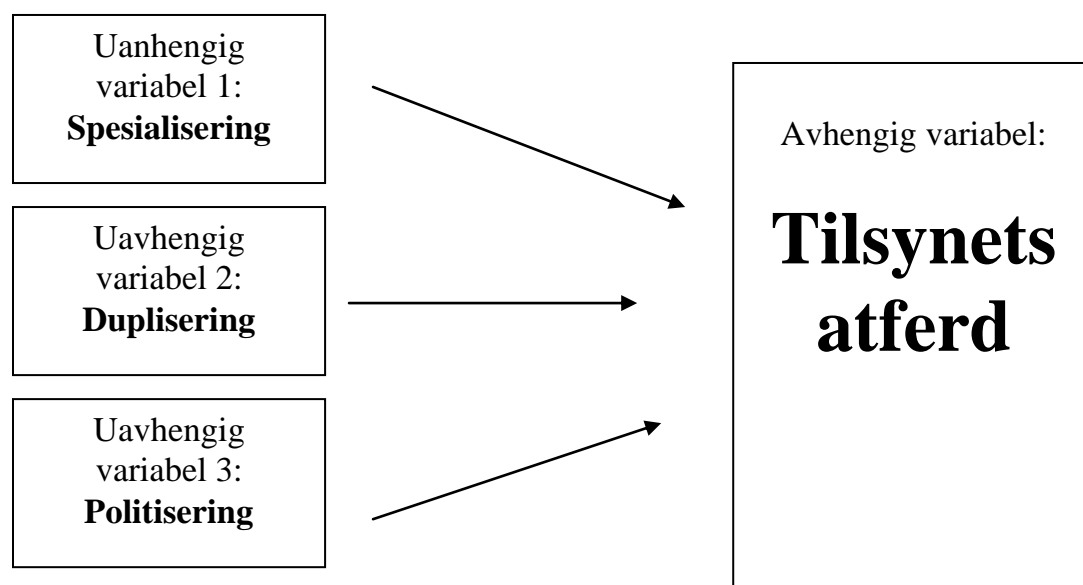 Uanhengig
variabel 1:
Spesialisering
Uavhengig
variabel 2:
Duplisering
Uavhengig
variabel 3:
Politisering
Avhengig variabel:
Tilsynets
atferd